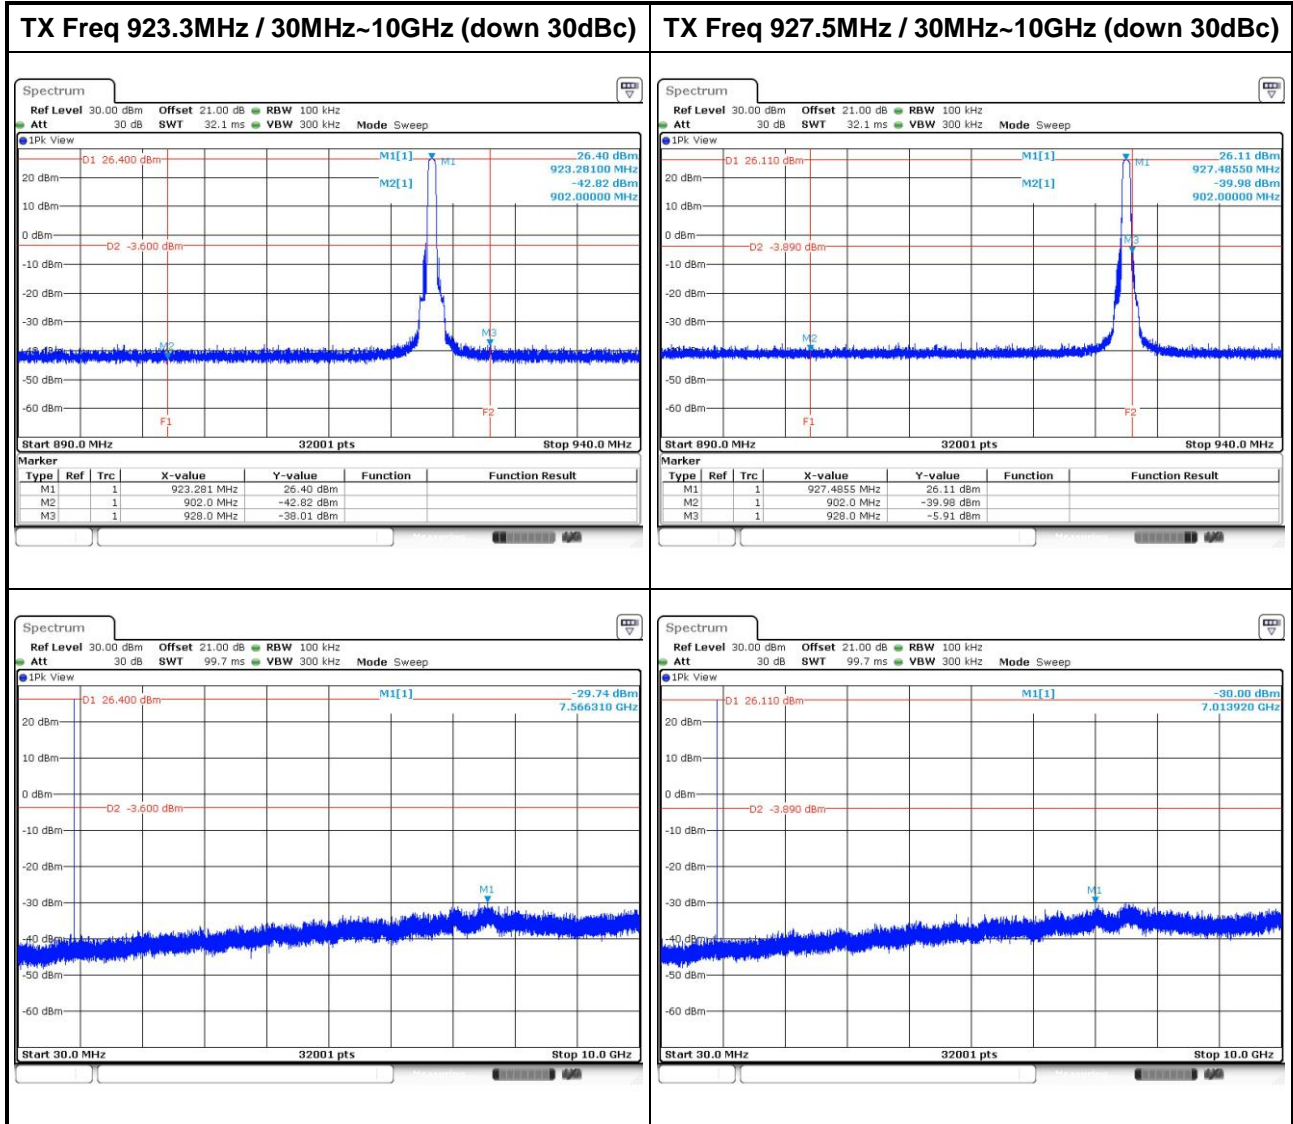 TX Freq 923.3MHz / 30MHz~10GHz (down 30dBc)
TX Freq 927.5MHz / 30MHz~10GHz (down 30dBc)
Spectrum
Ref Level 30.00 dBm Offset 21.00 dB RBW 100 kHz
Att 30 dB SWT 32.1 ms VBW 300 kHz Mode Sweep
1Pk View
D1 26.400 dBm
M1[1] 26.40 dBm
923.28100 MHz
M2[1] -42.82 dBm
902.00000 MHz
M1
20 dBm
10 dBm
0 dBm
D2 -3.600 dBm
-10 dBm
-20 dBm
-30 dBm
M2
M3
-50 dBm
-60 dBm
F1
F2
Start 890.0 MHz 32001 pts Stop 940.0 MHz
Marker
Type Ref Trc X-value Y-value Function Function Result
M1 1 923.281 MHz 26.40 dBm
M2 1 902.0 MHz -42.82 dBm
M3 1 928.0 MHz -38.01 dBm
Spectrum
Ref Level 30.00 dBm Offset 21.00 dB RBW 100 kHz
Att 30 dB SWT 32.1 ms VBW 300 kHz Mode Sweep
1Pk View
D1 26.110 dBm
M1[1] 26.11 dBm
927.48550 MHz
M2[1] -39.98 dBm
902.00000 MHz
M1
20 dBm
10 dBm
0 dBm
M3
D2 -3.890 dBm
-10 dBm
-20 dBm
-30 dBm
M2
-50 dBm
-60 dBm
F1
F2
Start 890.0 MHz 32001 pts Stop 940.0 MHz
Marker
Type Ref Trc X-value Y-value Function Function Result
M1 1 927.4855 MHz 26.11 dBm
M2 1 902.0 MHz -39.98 dBm
M3 1 928.0 MHz -5.91 dBm
Spectrum
Ref Level 30.00 dBm Offset 21.00 dB RBW 100 kHz
Att 30 dB SWT 99.7 ms VBW 300 kHz Mode Sweep
1Pk View
D1 26.400 dBm
M1[1] -29.74 dBm
7.566310 GHz
20 dBm
10 dBm
0 dBm
D2 -3.600 dBm
-10 dBm
-20 dBm
M1
-30 dBm
-40 dBm
-50 dBm
-60 dBm
Start 30.0 MHz 32001 pts Stop 10.0 GHz
Spectrum
Ref Level 30.00 dBm Offset 21.00 dB RBW 100 kHz
Att 30 dB SWT 99.7 ms VBW 300 kHz Mode Sweep
1Pk View
D1 26.110 dBm
M1[1] -30.00 dBm
7.013920 GHz
20 dBm
10 dBm
0 dBm
D2 -3.890 dBm
-10 dBm
-20 dBm
M1
-30 dBm
-40 dBm
-50 dBm
-60 dBm
Start 30.0 MHz 32001 pts Stop 10.0 GHz